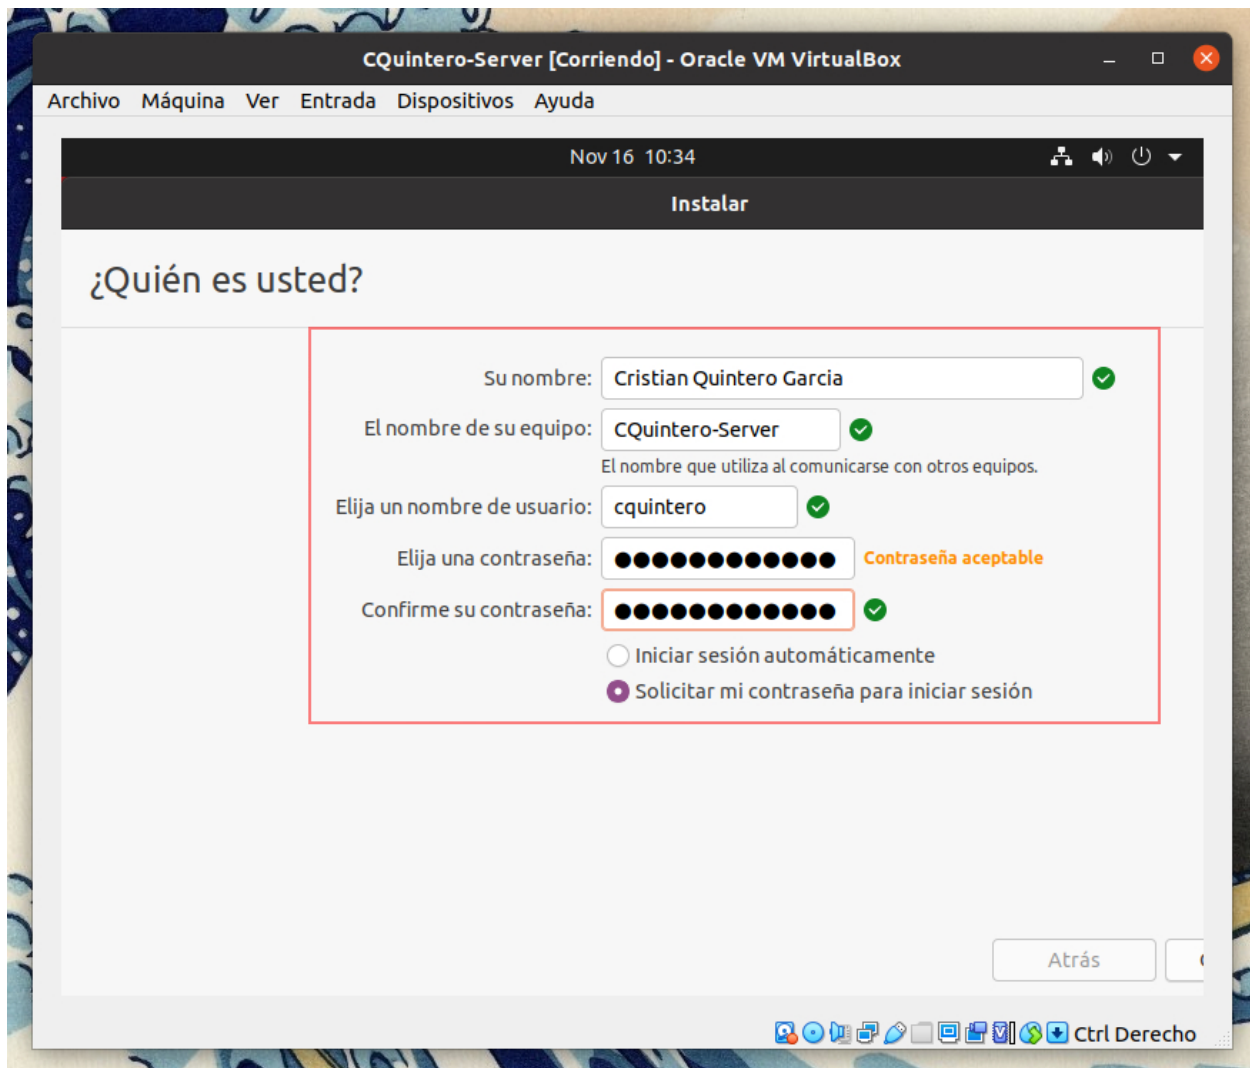 CQuintero-Server [Corriendo] - Oracle VM VirtualBox
Archivo Máquina Ver Entrada Dispositivos Ayuda
Nov 16 10:34
Instalar
¿Quién es usted?
Su nombre: Cristian Quintero Garcia
El nombre de su equipo: CQuintero-Server
El nombre que utiliza al comunicarse con otros equipos.
Elija un nombre de usuario: cquintero
Elija una contraseña: ●●●●●●●●●●●● Contraseña aceptable
Confirme su contraseña: ●●●●●●●●●●●●
Iniciar sesión automáticamente
Solicitar mi contraseña para iniciar sesión
Atrás
Ctrl Derecho